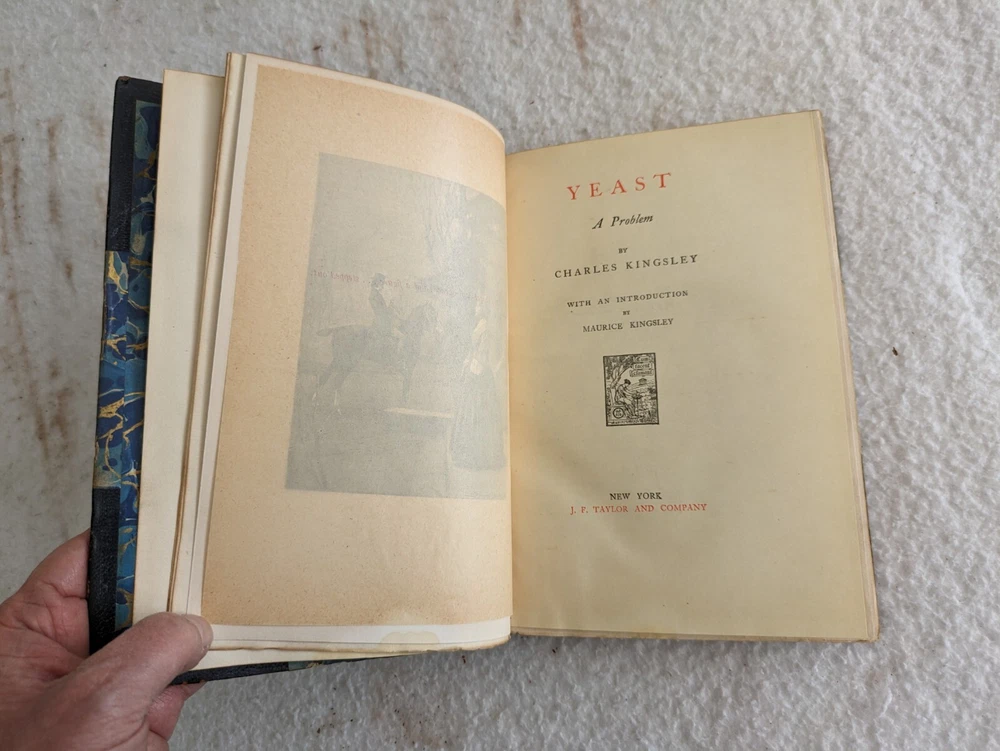 YEAST
A Problem
BY
CHARLES KINGSLEY
WITH AN INTRODUCTION
BY
MAURICE KINGSLEY
NEW YORK
J. F. TAYLOR AND COMPANY